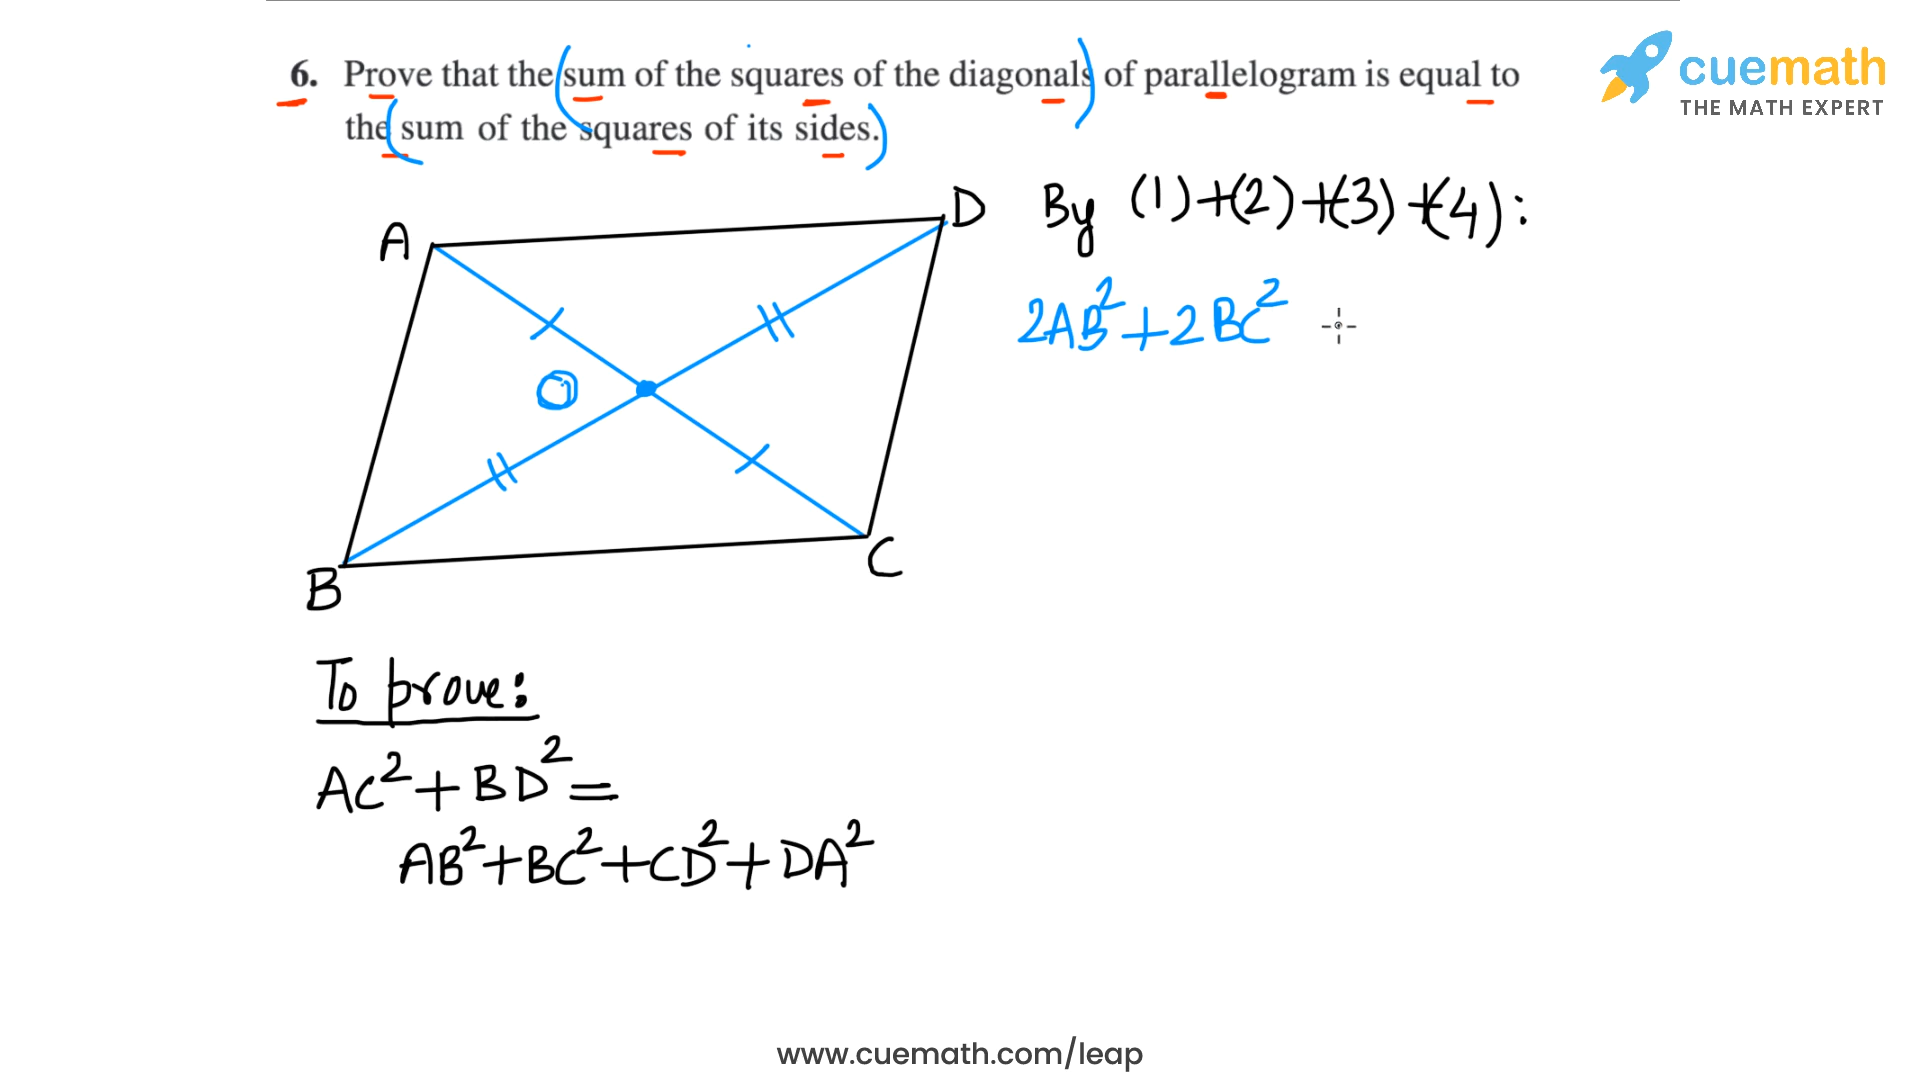 6. Prove that the sum of the squares of the diagonals of parallelogram is equal to
the sum of the squares of its sides.
cuemath
THE MATH EXPERT
A
D
O
B
C
By (1)+(2)+(3)+(4):
2AB²+2BC²
To prove:
AC²+BD²=
AB²+BC²+CD²+DA²
www.cuemath.com/leap